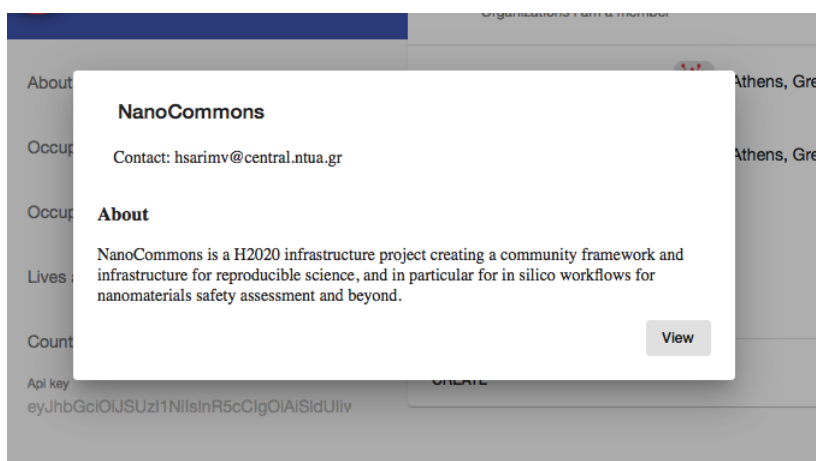 Organizations I am a member
About
Athens, Gre
NanoCommons
Occup
Contact: hsarimv@central.ntua.gr
Athens, Gre
Occup
About
NanoCommons is a H2020 infrastructure project creating a community framework and
infrastructure for reproducible science, and in particular for in silico workflows for
nanomaterials safety assessment and beyond.
Lives a
View
Count
Api key
CREATE